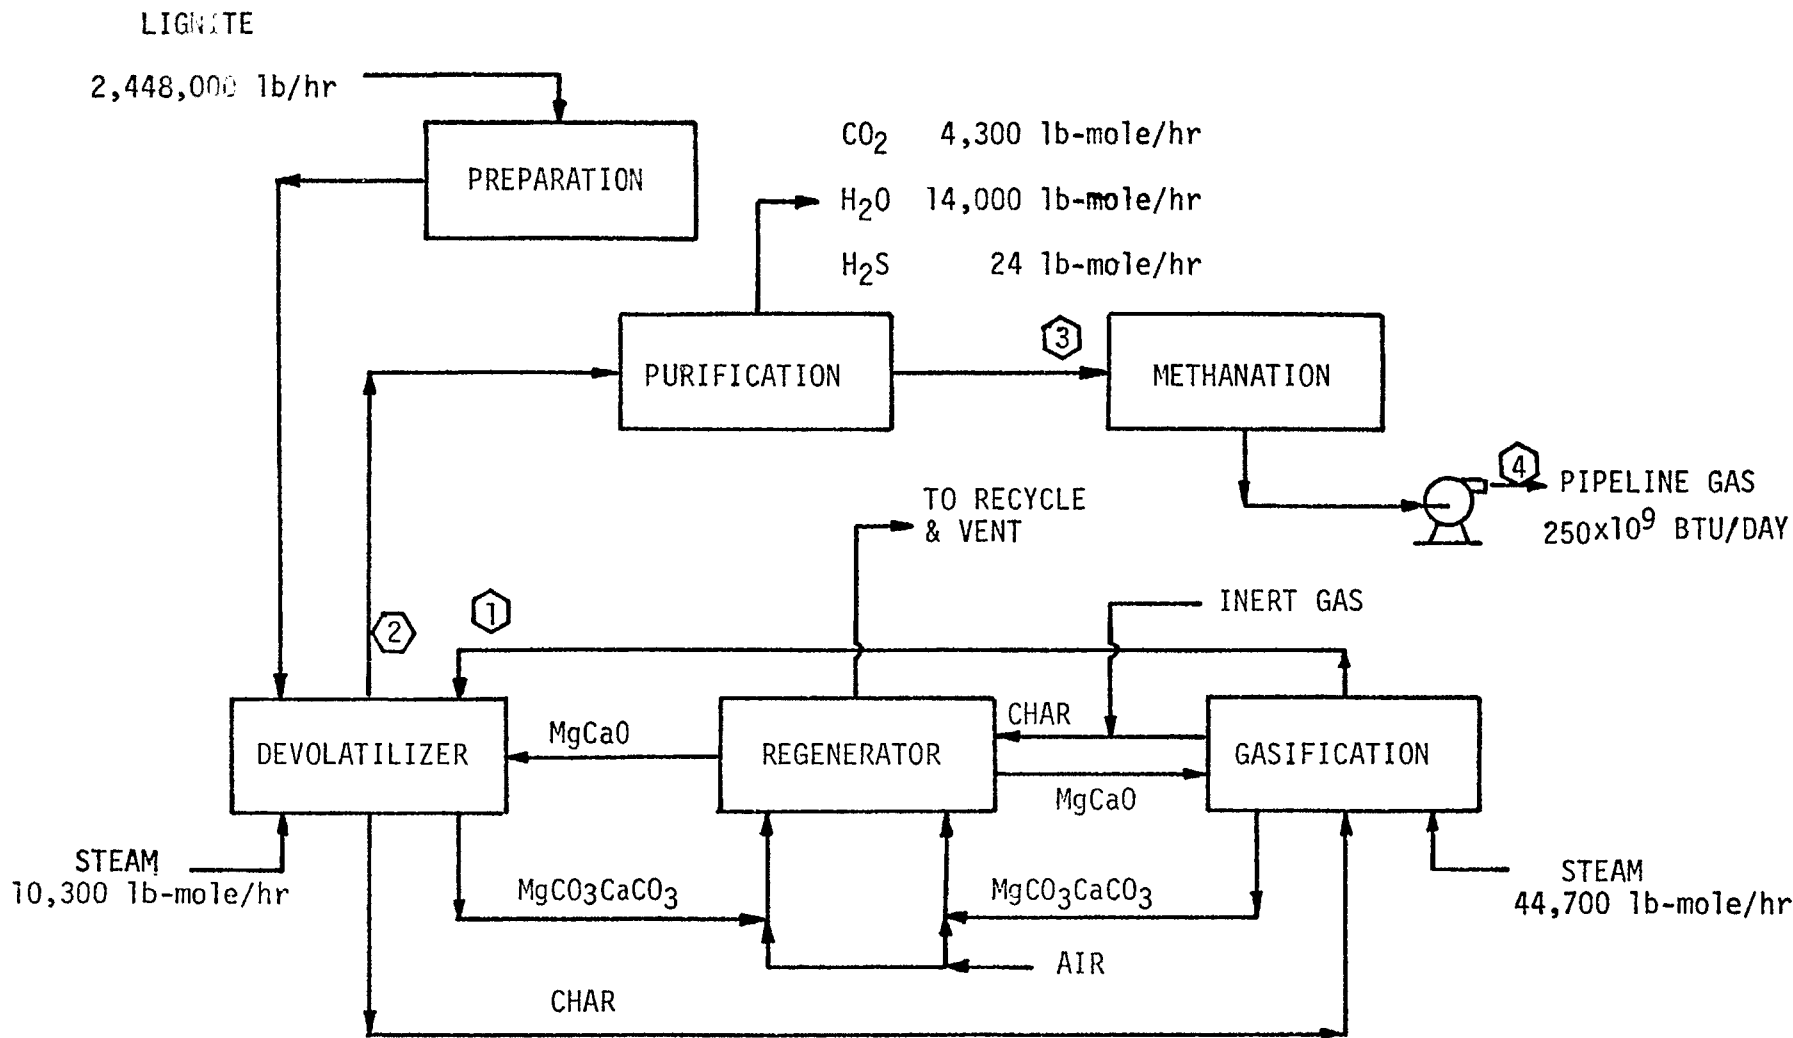 LIGNITE
2,448,000 lb/hr
PREPARATION
CO2 4,300 lb-mole/hr
H2O 14,000 lb-mole/hr
H2S 24 lb-mole/hr
PURIFICATION
3
METHANATION
4
PIPELINE GAS
250x10^9 BTU/DAY
TO RECYCLE
& VENT
INERT GAS
2
1
DEVOLATILIZER
MgCaO
REGENERATOR
CHAR
MgCaO
GASIFICATION
STEAM
10,300 lb-mole/hr
MgCO3CaCO3
MgCO3CaCO3
STEAM
44,700 lb-mole/hr
AIR
CHAR